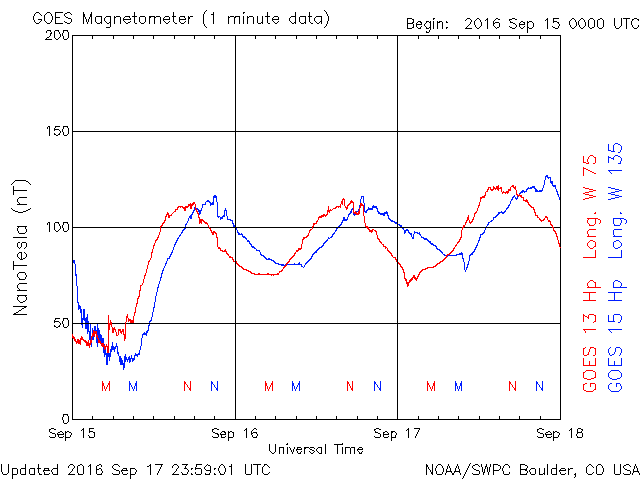 GOES Magnetometer (1 minute data)
Begin: 2016 Sep 15 0000 UTC
200
150
100
50
0
NanoTesla (nT)
M M N N M M N N M M N N
Sep 15 Sep 16 Sep 17 Sep 18
Universal Time
GOES 13 Hp Long. W 75
GOES 15 Hp Long. W 135
Updated 2016 Sep 17 23:59:01 UTC
NOAA/SWPC Boulder, CO USA